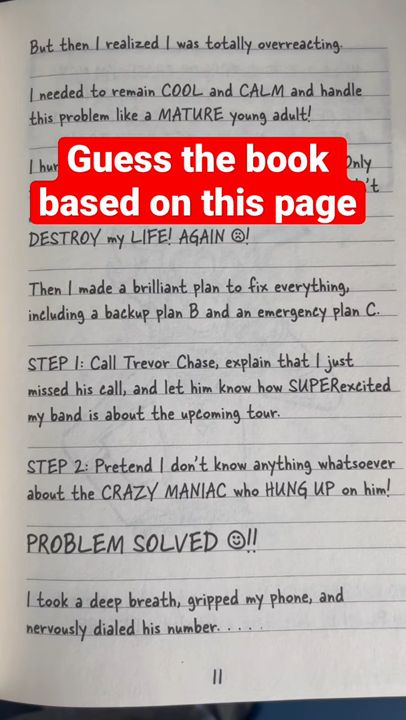 But then I realized I was totally overreacting.
I needed to remain COOL and CALM and handle
this problem like a MATURE young adult!
Guess the book
based on this page
DESTROY my LIFE! AGAIN ☹!
Then I made a brilliant plan to fix everything,
including a backup plan B and an emergency plan C.
STEP 1: Call Trevor Chase, explain that I just
missed his call, and let him know how SUPERexcited
my band is about the upcoming tour.
STEP 2: Pretend I don't know anything whatsoever
about the CRAZY MANIAC who HUNG UP on him!
PROBLEM SOLVED ☺!!
I took a deep breath, gripped my phone, and
nervously dialed his number. . . . .
11